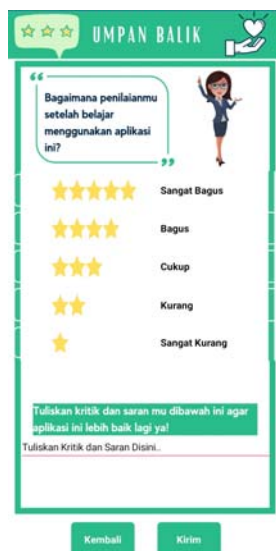 UMPAN BALIK
Bagaimana penilaianmu
setelah belajar
menggunakan aplikasi
ini?
Sangat Bagus
Bagus
Cukup
Kurang
Sangat Kurang
Tuliskan kritik dan saran mu dibawah ini agar
aplikasi ini lebih baik lagi ya!
Tuliskan Kritik dan Saran Disini..
Kembali
Kirim